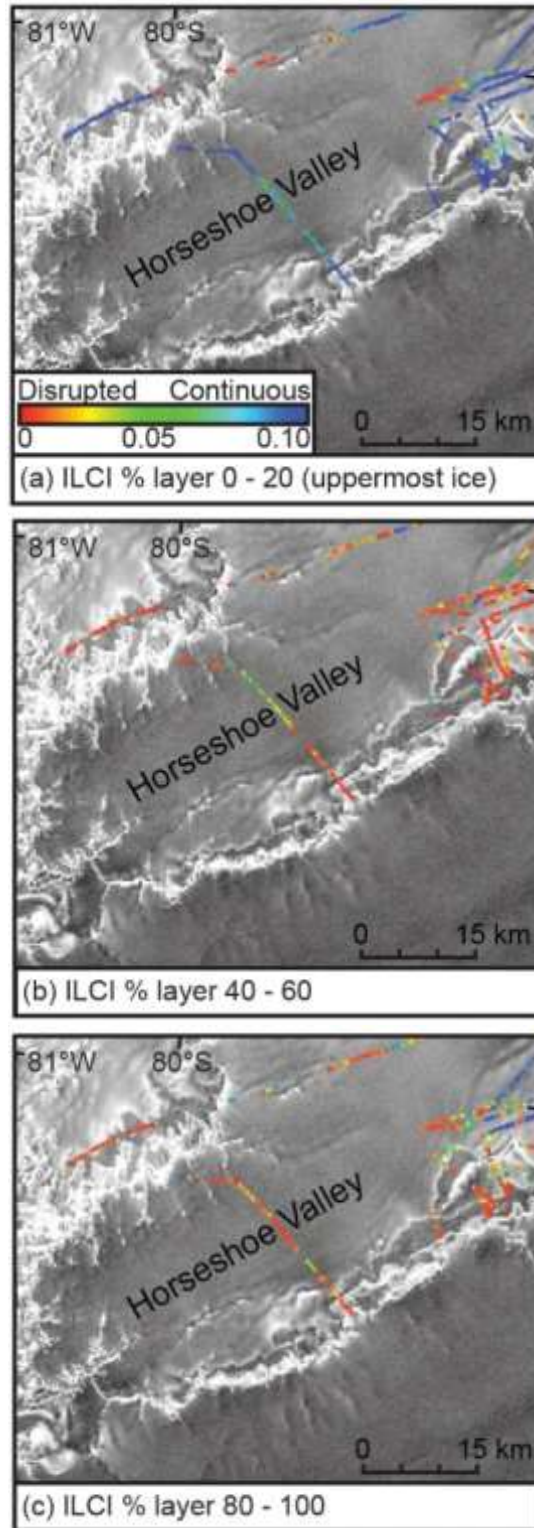 81°W 80°S
Horseshoe Valley
Disrupted Continuous
0 0.05 0.10
0 15 km
(a) ILCI % layer 0 - 20 (uppermost ice)
81°W 80°S
Horseshoe Valley
0 15 km
(b) ILCI % layer 40 - 60
81°W 80°S
Horseshoe Valley
0 15 km
(c) ILCI % layer 80 - 100